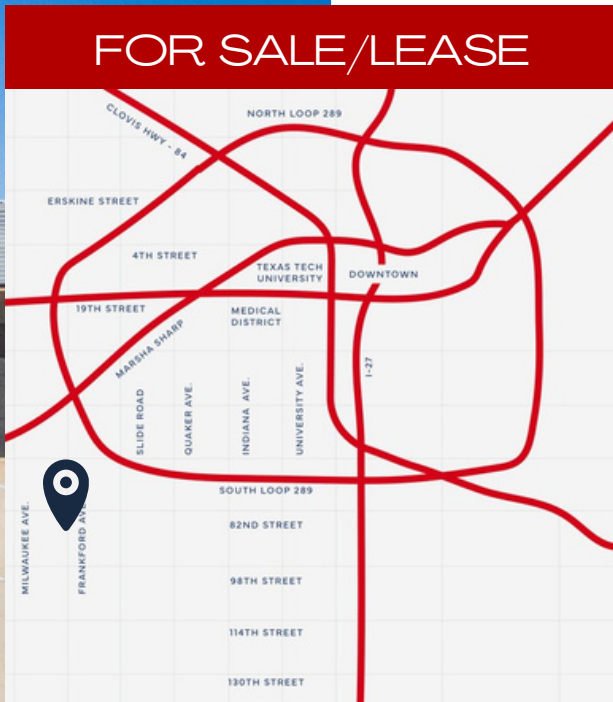 FOR SALE/LEASE
CLOVIS HWY - 84
NORTH LOOP 289
ERSKINE STREET
4TH STREET
TEXAS TECH
UNIVERSITY
DOWNTOWN
19TH STREET
MEDICAL
DISTRICT
MARSHA SHARP
I-27
SLIDE ROAD
QUAKER AVE.
INDIANA AVE.
UNIVERSITY AVE.
SOUTH LOOP 289
MILWAUKEE AVE.
FRANKFORD AVE
82ND STREET
98TH STREET
114TH STREET
130TH STREET